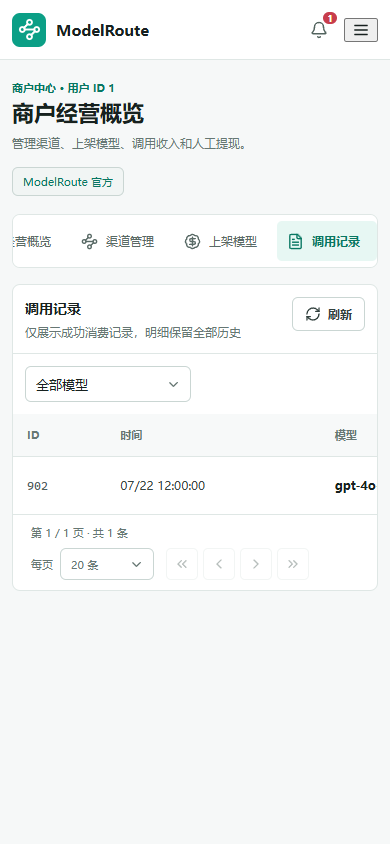 ModelRoute
1
商户中心 • 用户 ID 1
商户经营概览
管理渠道、上架模型、调用收入和人工提现。
ModelRoute 官方
营概览
渠道管理
上架模型
调用记录
调用记录
仅展示成功消费记录，明细保留全部历史
刷新
全部模型
ID 时间 模型
902 07/22 12:00:00 gpt-4o
第 1 / 1 页 · 共 1 条
每页 20 条